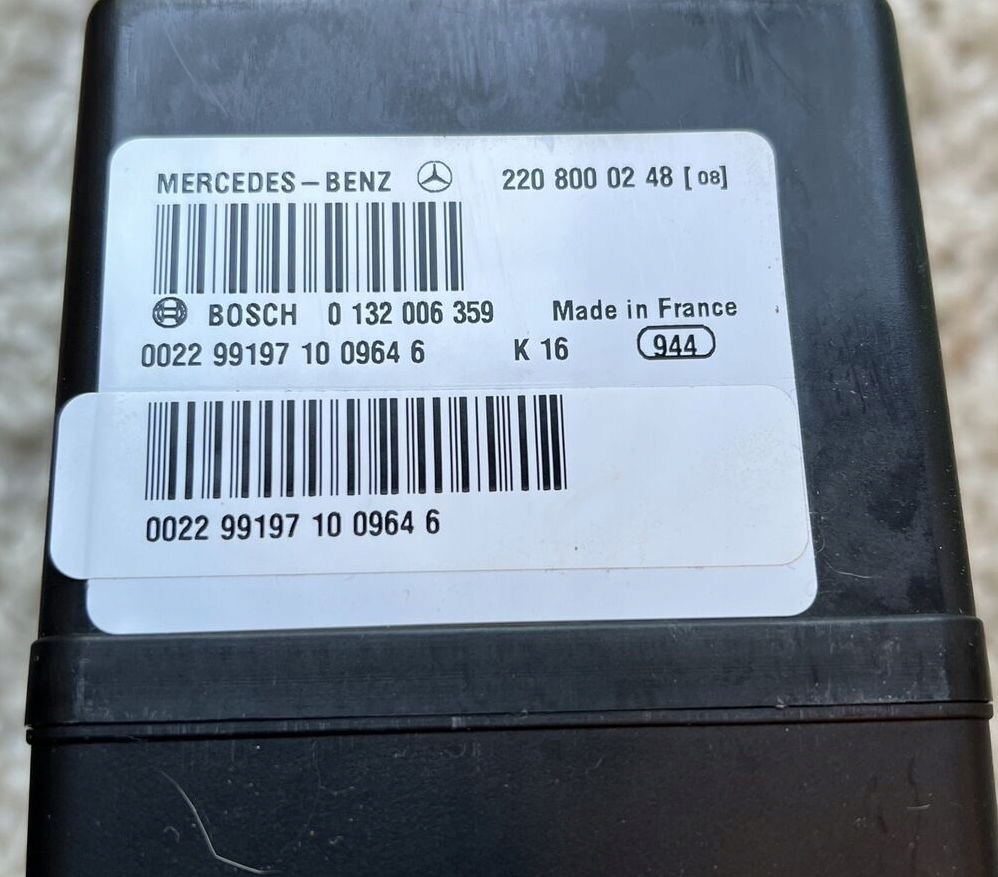 MERCEDES-BENZ 220 800 02 48 [08]
BOSCH 0 132 006 359 Made in France
0022 99197 10 0964 6 K 16 944
0022 99197 10 0964 6